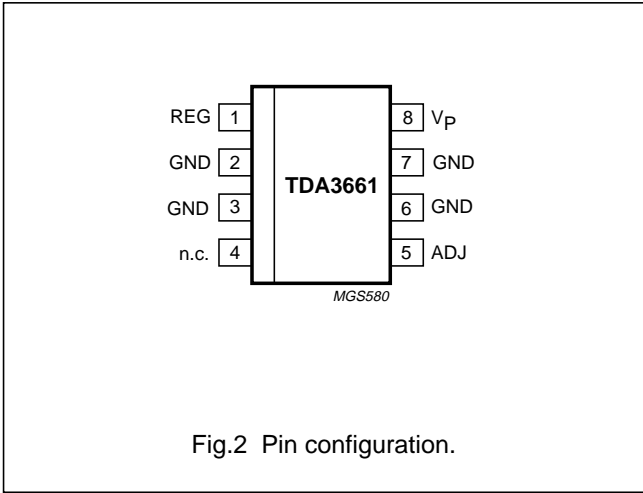 REG 1 8 VP
GND 2 7 GND
TDA3661
GND 3 6 GND
n.c. 4 5 ADJ
MGS580
Fig.2 Pin configuration.